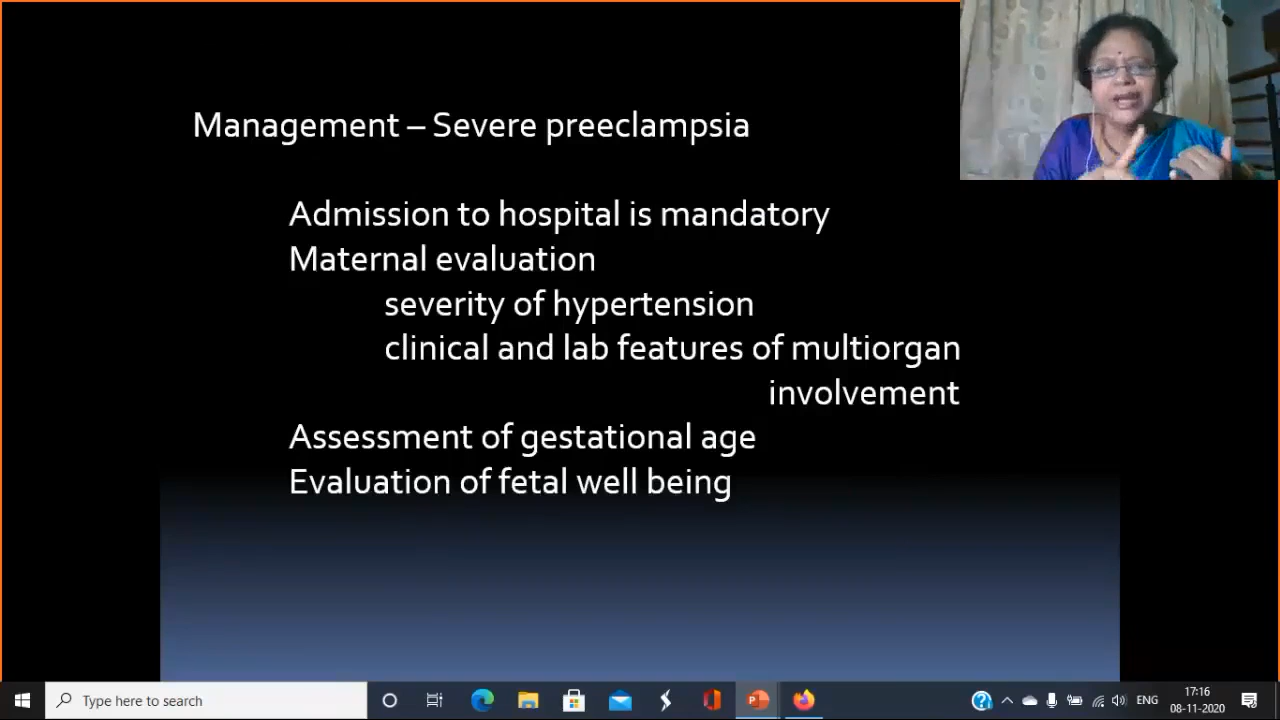 Management – Severe preeclampsia
Admission to hospital is mandatory
Maternal evaluation
severity of hypertension
clinical and lab features of multiorgan
involvement
Assessment of gestational age
Evaluation of fetal well being
Type here to search
ENG
17:16
08-11-2020